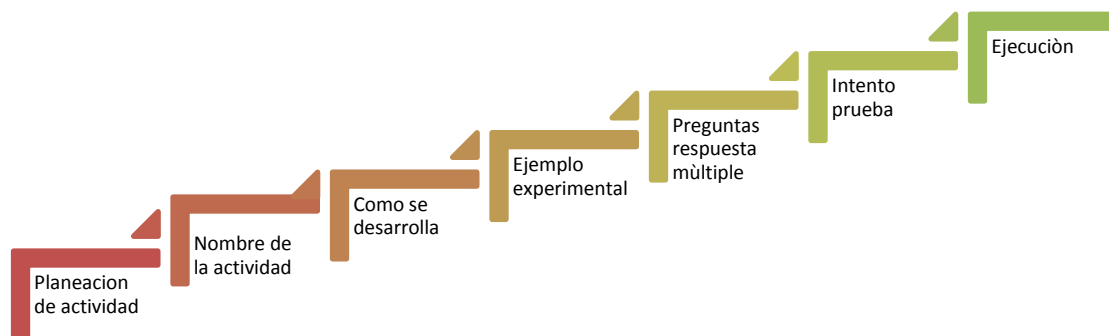 Planeacion
de actividad
Nombre de
la actividad
Como se
desarrolla
Ejemplo
experimental
Preguntas
respuesta
mùltiple
Intento
prueba
Ejecuciòn